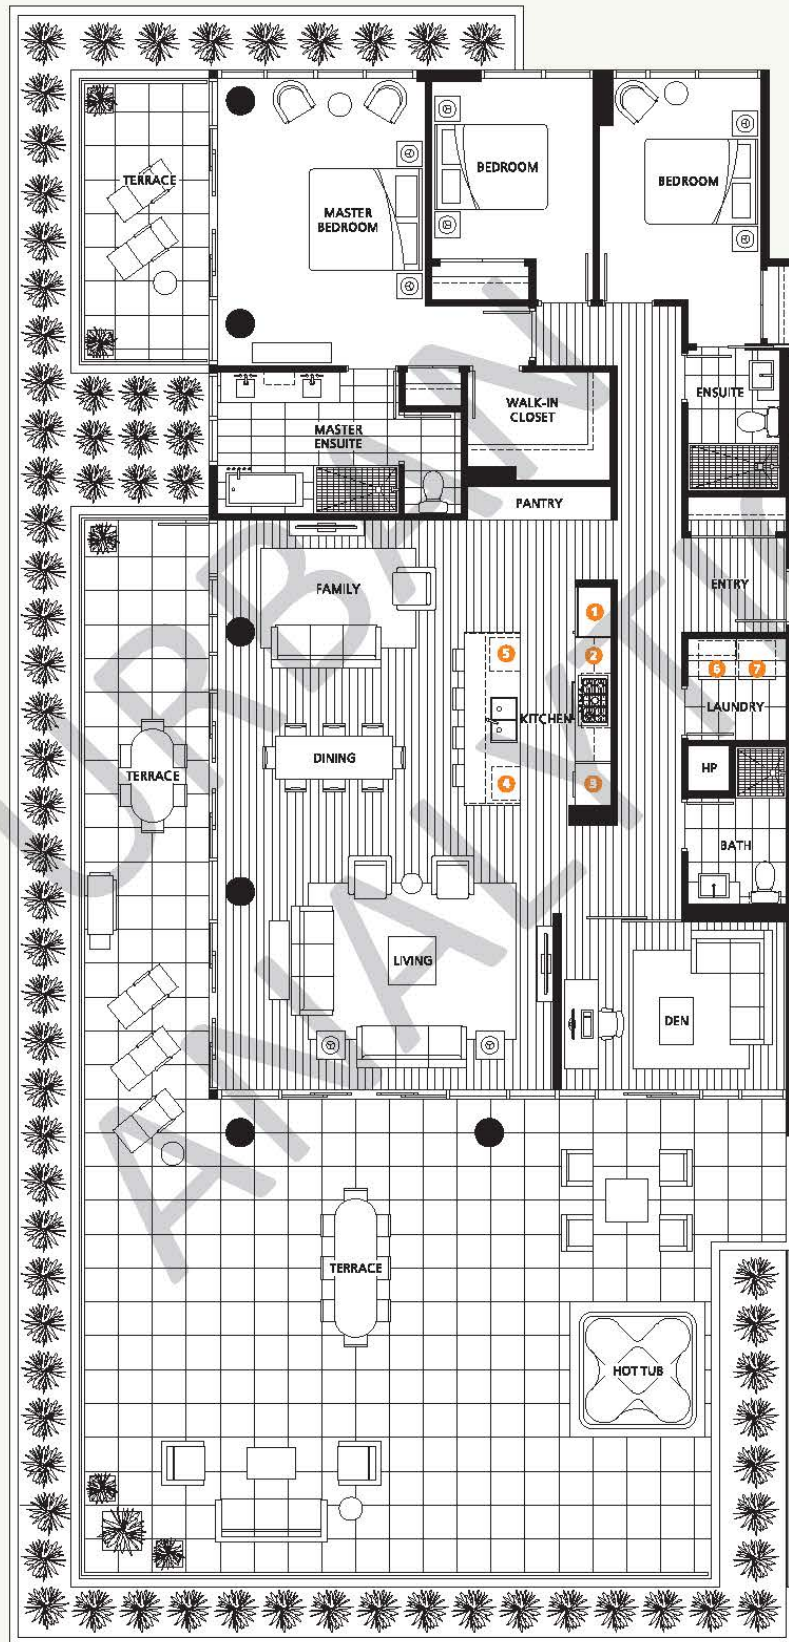 TERRACE
MASTER
BEDROOM
BEDROOM
BEDROOM
WALK-IN
CLOSET
ENSUITE
MASTER
ENSUITE
PANTRY
FAMILY
ENTRY
1
2
5
6
7
LAUNDRY
KITCHEN
DINING
TERRACE
HP
4
3
BATH
LIVING
DEN
TERRACE
HOT TUB
URBAN
ANALYTIC